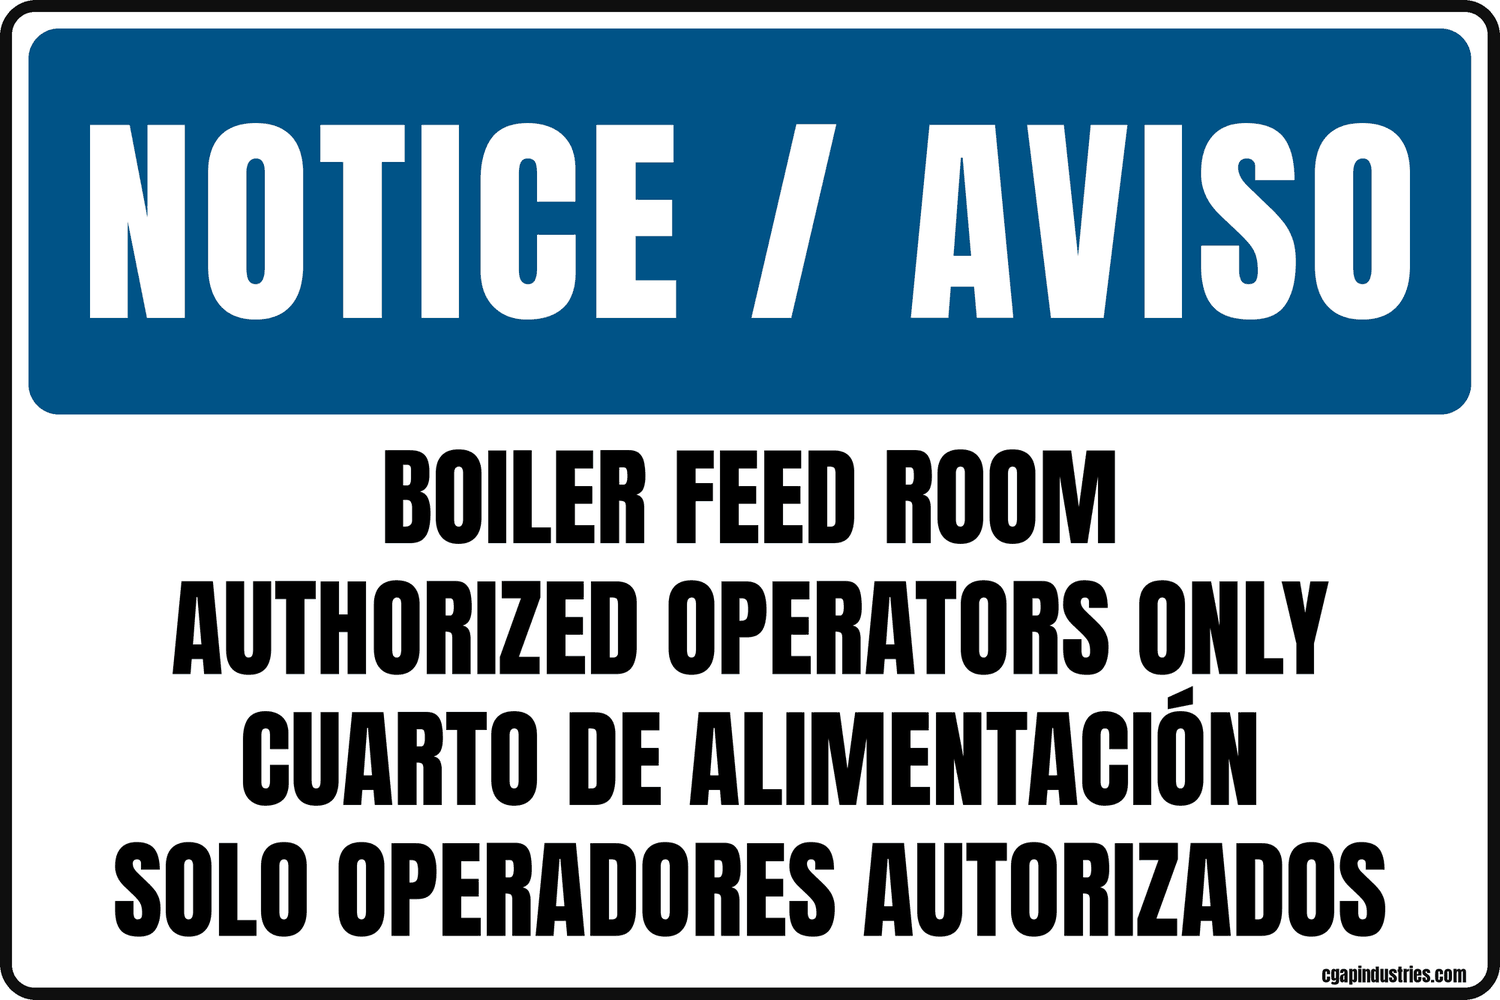 NOTICE / AVISO
BOILER FEED ROOM
AUTHORIZED OPERATORS ONLY
CUARTO DE ALIMENTACIÓN
SOLO OPERADORES AUTORIZADOS
cgapindustries.com